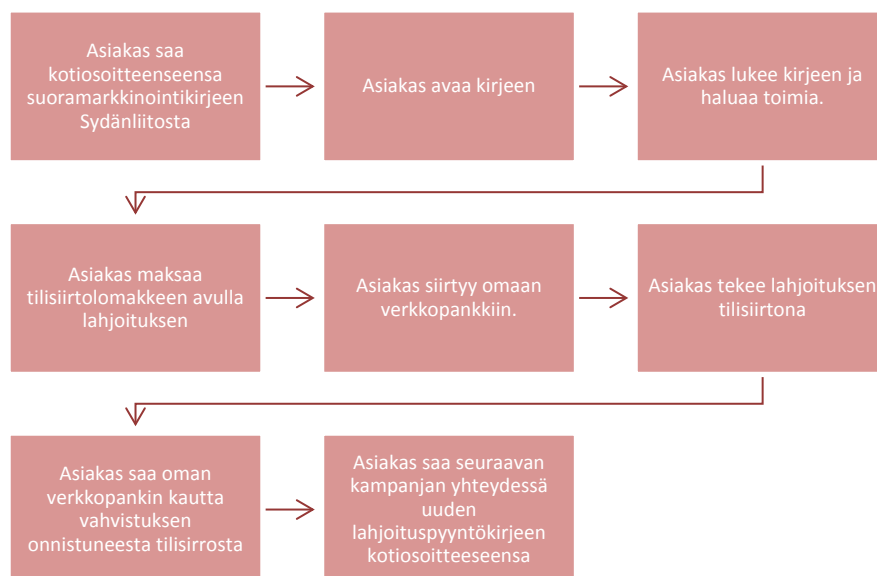 Asiakas saa
kotiosoitteenseensa
suoramarkkinointikirjeen
Sydänliitosta
Asiakas avaa kirjeen
Asiakas lukee kirjeen ja
haluaa toimia.
Asiakas maksaa
tilisiirtolomakkeen avulla
lahjoituksen
Asiakas siirtyy omaan
verkkopankkiin.
Asiakas tekee lahjoituksen
tilisiirtona
Asiakas saa oman
verkkopankin kautta
vahvistuksen
onnistuneesta tilisirrosta
Asiakas saa seuraavan
kampanjan yhteydessä
uuden
lahjoituspyyntökirjeen
kotiosoitteeseensa